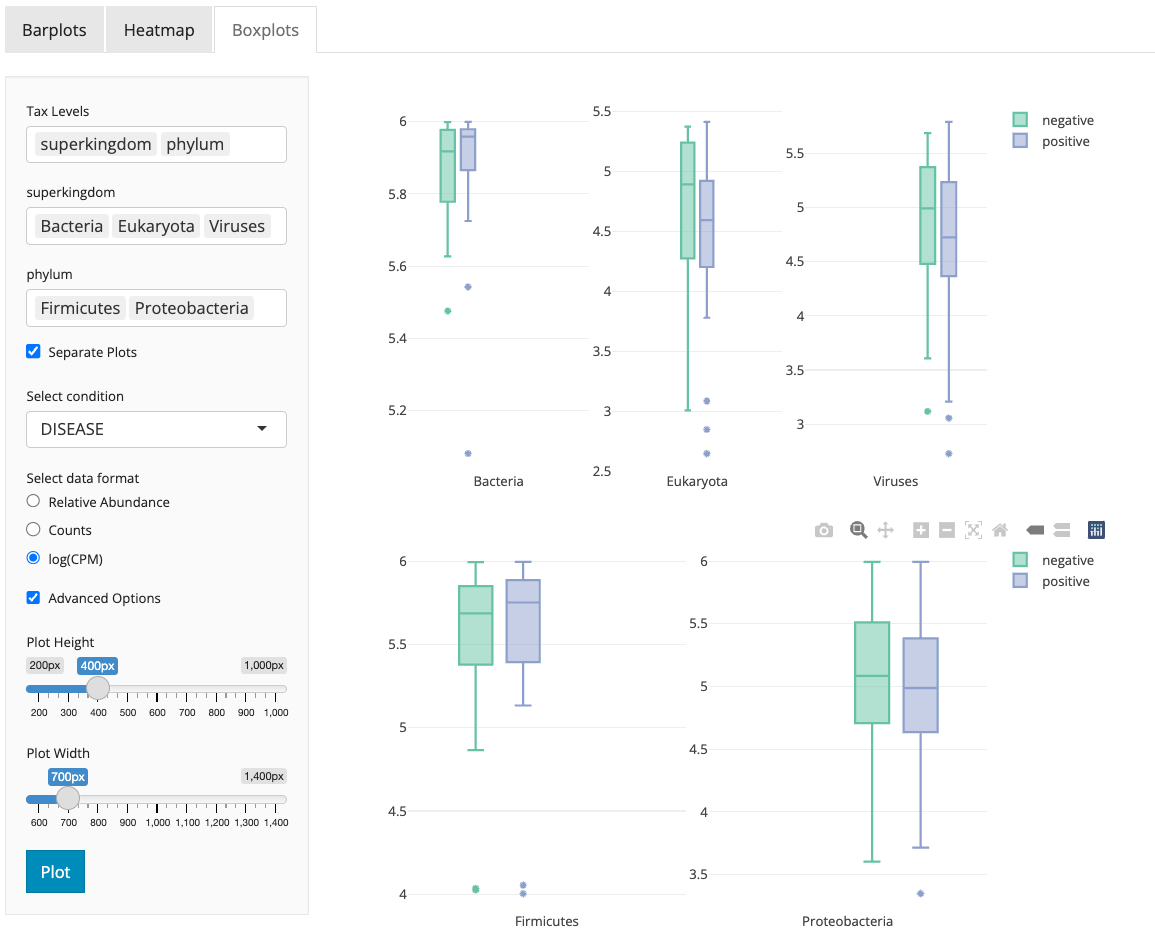 Barplots Heatmap Boxplots
Tax Levels
superkingdom phylum
superkingdom
Bacteria Eukaryota Viruses
phylum
Firmicutes Proteobacteria
Separate Plots
Select condition
DISEASE
Select data format
Relative Abundance
Counts
log(CPM)
Advanced Options
Plot Height
200px 400px 1,000px
200 300 400 500 600 700 800 900 1,000
Plot Width
700px 1,400px
600 700 800 900 1,000 1,100 1,200 1,300 1,400
Plot
6
5.8
5.6
5.4
5.2
Bacteria
5.5
5
4.5
4
3.5
3
2.5
Eukaryota
5.5
5
4.5
4
3.5
3
Viruses
negative
positive
6
5.5
5
4.5
4
Firmicutes
6
5.5
5
4.5
4
3.5
Proteobacteria
negative
positive